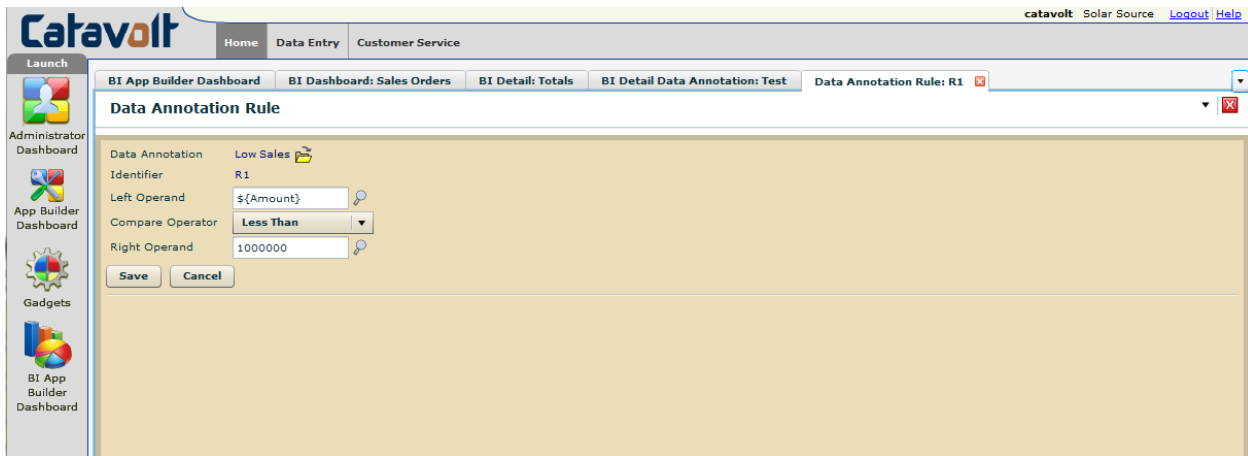 catavolt Solar Source Logout Help
Catavolt
Home Data Entry Customer Service
Launch
BI App Builder Dashboard BI Dashboard: Sales Orders BI Detail: Totals BI Detail Data Annotation: Test Data Annotation Rule: R1
Data Annotation Rule
Administrator
Dashboard
App Builder
Dashboard
Gadgets
BI App
Builder
Dashboard
Data Annotation Low Sales
Identifier R1
Left Operand ${Amount}
Compare Operator Less Than
Right Operand 1000000
Save Cancel